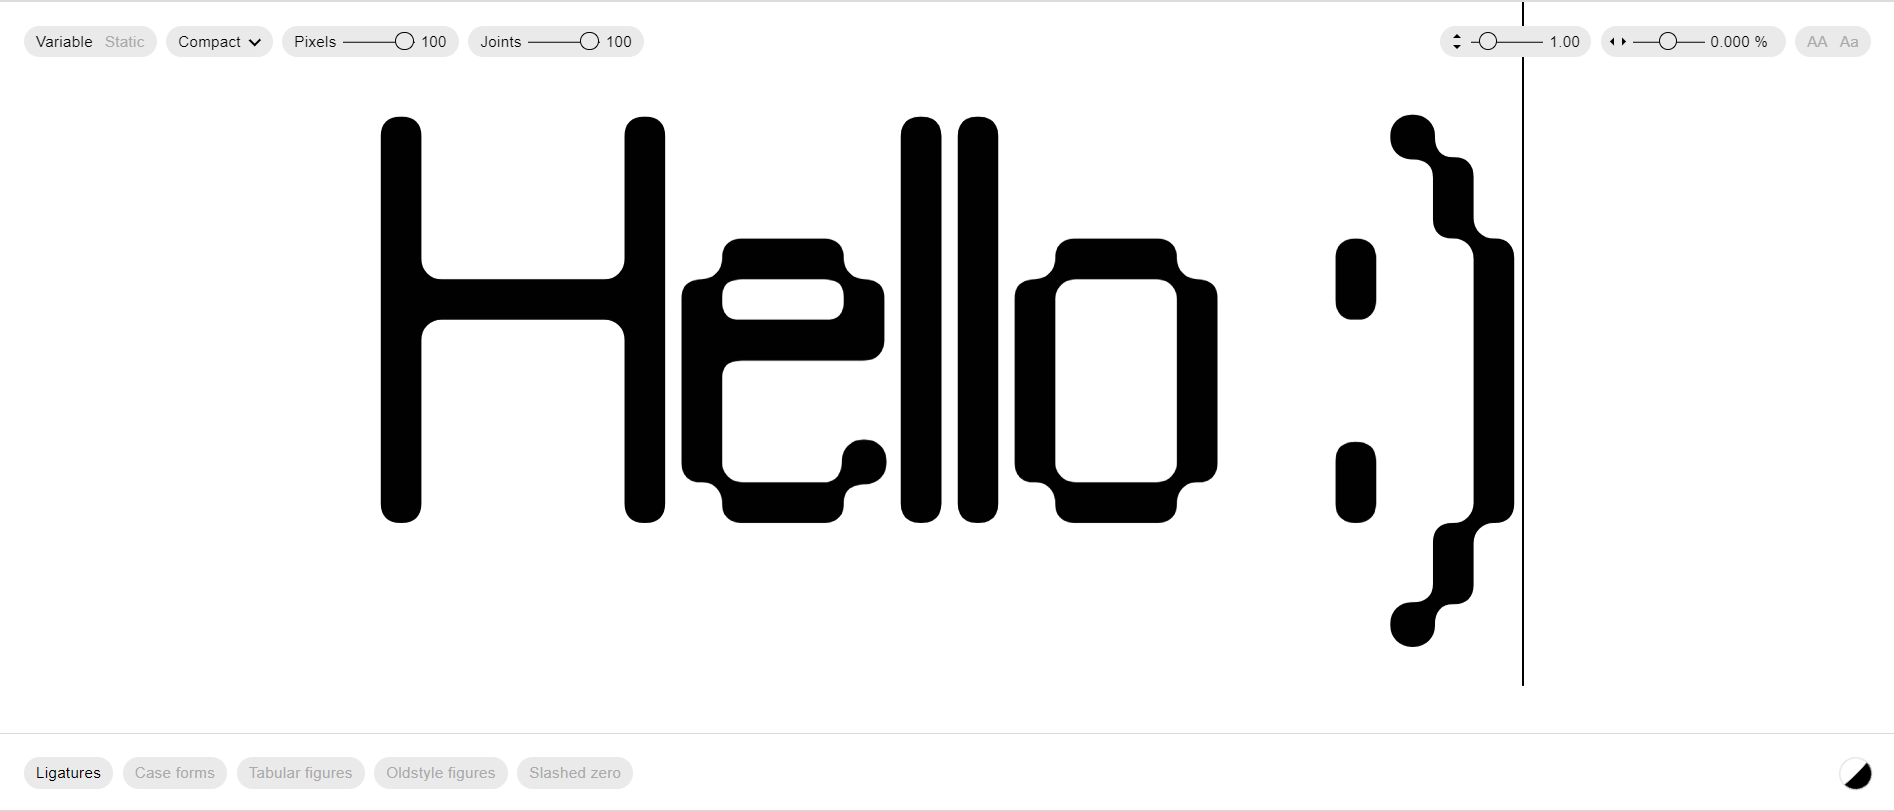 Variable Static Compact Pixels 100 Joints 100 1.00 0.000 % AA Aa
Hello :)
Ligatures Case forms Tabular figures Oldstyle figures Slashed zero